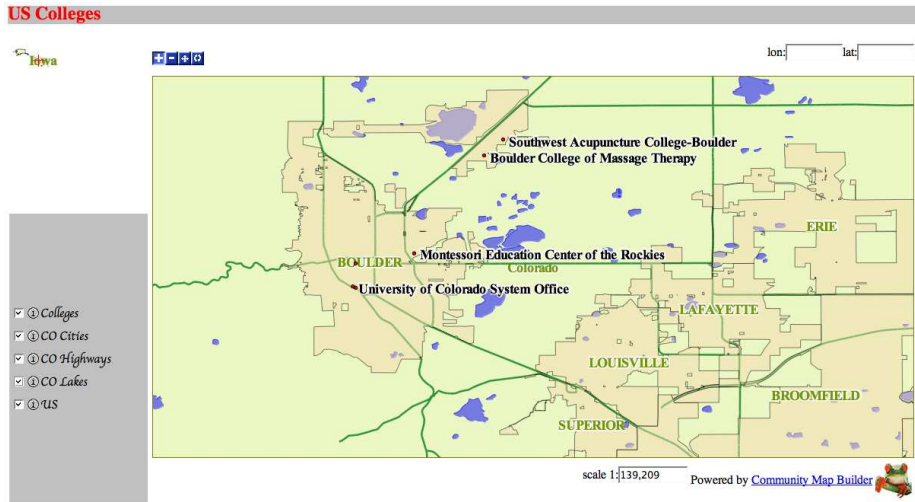 US Colleges
Iowa
lon: lat:
Southwest Acupuncture College-Boulder
Boulder College of Massage Therapy
ERIE
Montessori Education Center of the Rockies
BOULDER
Colorado
University of Colorado System Office
LAFAYETTE
Colleges
CO Cities
CO Highways
CO Lakes
US
LOUISVILLE
BROOMFIELD
SUPERIOR
scale 1:139,209
Powered by Community Map Builder